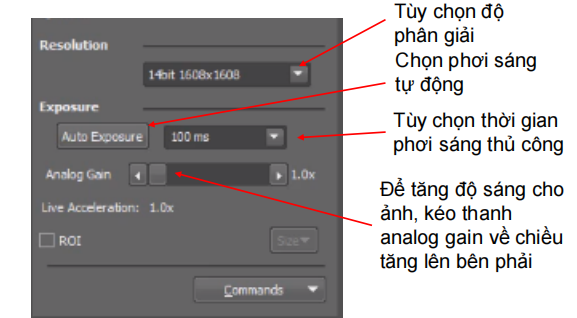 Tùy chọn độ
phân giải
Chọn phơi sáng
tự động
Tùy chọn thời gian
phơi sáng thủ công
Để tăng độ sáng cho
ảnh, kéo thanh
analog gain về chiều
tăng lên bên phải
Resolution
14bit 1608x1608
Exposure
Auto Exposure
100 ms
Analog Gain
1.0x
Live Acceleration: 1.0x
ROI
Size
Commands